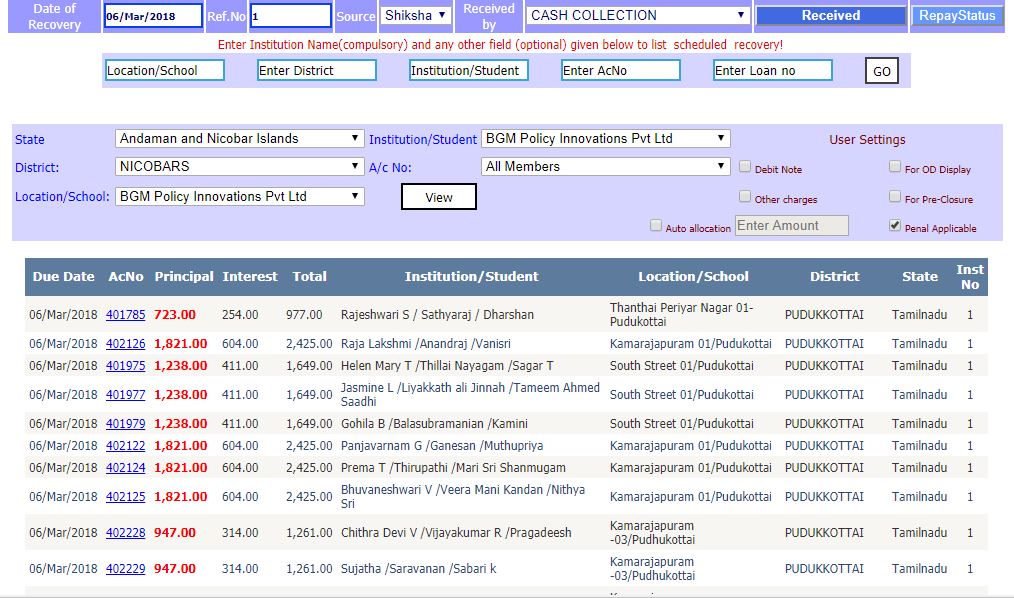 Date of Recovery 06/Mar/2018 Ref.No 1 Source Shiksha Received by CASH COLLECTION Received RepayStatus
Enter Institution Name(compulsory) and any other field (optional) given below to list scheduled recovery!
Location/School Enter District Institution/Student Enter AcNo Enter Loan no GO
State Andaman and Nicobar Islands Institution/Student BGM Policy Innovations Pvt Ltd User Settings
District: NICOBARS A/c No: All Members Debit Note For OD Display
Location/School: BGM Policy Innovations Pvt Ltd View Other charges For Pre-Closure
Auto allocation Enter Amount Penal Applicable
Due Date AcNo Principal Interest Total Institution/Student Location/School District State Inst No
06/Mar/2018 401785 723.00 254.00 977.00 Rajeshwari S / Sathyaraj / Dharshan Thanthai Periyar Nagar 01-Pudukottai PUDUKKOTTAI Tamilnadu 1
06/Mar/2018 402126 1,821.00 604.00 2,425.00 Raja Lakshmi /Anandraj /Vanisri Kamarajapuram 01/Pudukottai PUDUKKOTTAI Tamilnadu 1
06/Mar/2018 401975 1,238.00 411.00 1,649.00 Helen Mary T /Thillai Nayagam /Sagar T South Street 01/Pudukottai PUDUKKOTTAI Tamilnadu 1
06/Mar/2018 401977 1,238.00 411.00 1,649.00 Jasmine L /Liyakkath ali Jinnah /Tameem Ahmed Saadhi South Street 01/Pudukottai PUDUKKOTTAI Tamilnadu 1
06/Mar/2018 401979 1,238.00 411.00 1,649.00 Gohila B /Balasubramanian /Kamini South Street 01/Pudukottai PUDUKKOTTAI Tamilnadu 1
06/Mar/2018 402122 1,821.00 604.00 2,425.00 Panjavarnam G /Ganesan /Muthupriya Kamarajapuram 01/Pudukottai PUDUKKOTTAI Tamilnadu 1
06/Mar/2018 402124 1,821.00 604.00 2,425.00 Prema T /Thirupathi /Mari Sri Shanmugam Kamarajapuram 01/Pudukottai PUDUKKOTTAI Tamilnadu 1
06/Mar/2018 402125 1,821.00 604.00 2,425.00 Bhuvaneshwari V /Veera Mani Kandan /Nithya Sri Kamarajapuram 01/Pudukottai PUDUKKOTTAI Tamilnadu 1
06/Mar/2018 402228 947.00 314.00 1,261.00 Chithra Devi V /Vijayakumar R /Pragadeesh Kamarajapuram -03/Pudhukottai PUDUKKOTTAI Tamilnadu 1
06/Mar/2018 402229 947.00 314.00 1,261.00 Sujatha /Saravanan /Sabari k Kamarajapuram -03/Pudhukottai PUDUKKOTTAI Tamilnadu 1